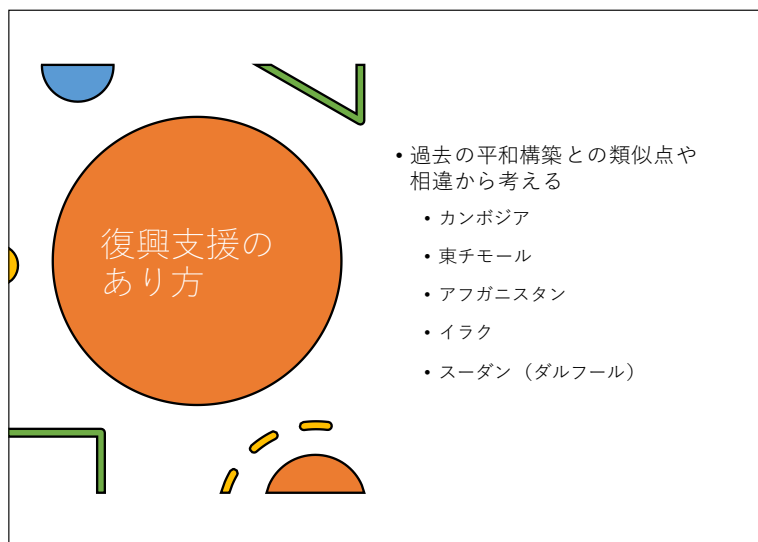 復興支援の
あり方
• 過去の平和構築との類似点や
相違から考える
• カンボジア
• 東チモール
• アフガニスタン
• イラク
• スーダン（ダルフール）